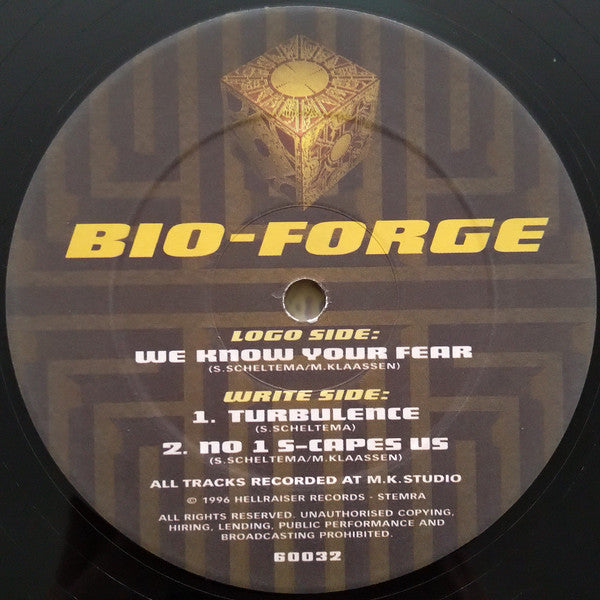 BIO-FORGE
LOGO SIDE:
WE KNOW YOUR FEAR
(S.SCHELTEMA/M.KLAASSEN)
WRITE SIDE:
1. TURBULENCE
(S.SCHELTEMA)
2. NO 1 S-CAPES US
(S.SCHELTEMA/M.KLAASSEN)
ALL TRACKS RECORDED AT M.K.STUDIO
© 1996 HELLRAISER RECORDS - STEMRA
ALL RIGHTS RESERVED. UNAUTHORISED COPYING,
HIRING, LENDING, PUBLIC PERFORMANCE AND
BROADCASTING PROHIBITED.
60032